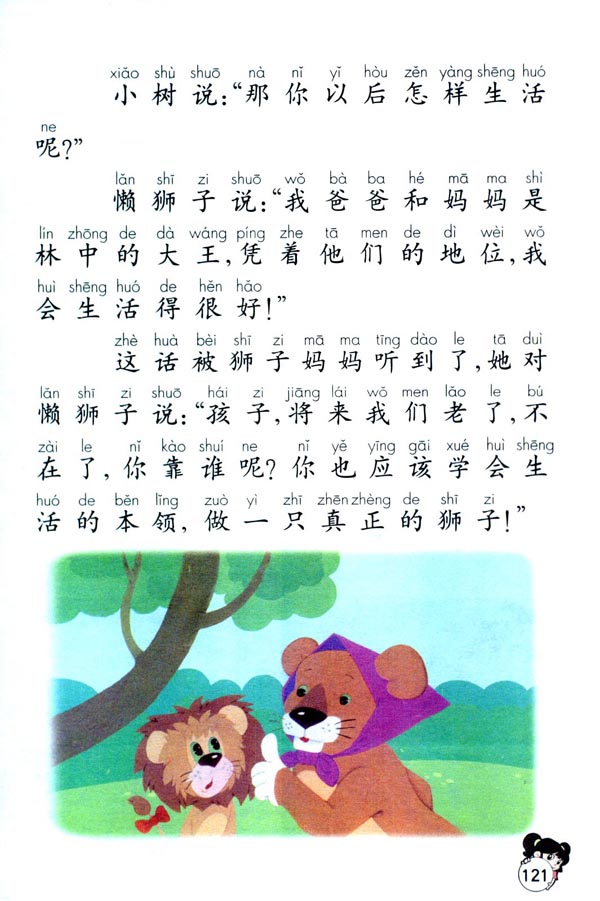 xiǎo shù shuō nà nǐ yǐ hòu zěn yàng shēng huó
小树说：“那你以后怎样生活
ne
呢？”
lǎn shī zi shuō wǒ bà ba hé mā ma shì
懒狮子说：“我爸爸和妈妈是
lín zhōng de dà wáng píng zhe tā men de dì wèi wǒ
林中的大王，凭着他们的地位，我
huì shēng huó de hěn hǎo
会生活得很好！”
zhè huà bèi shī zi mā ma tīng dào le tā duì
这话被狮子妈妈听到了，她对
lǎn shī zi shuō hái zi jiāng lái wǒ men lǎo le bú
懒狮子说：“孩子，将来我们老了，不
zài le nǐ kào shuí ne nǐ yě yīng gāi xué huì shēng
在了，你靠谁呢？你也应该学会生
huó de běn lǐng zuò yì zhī zhēn zhèng de shī zi
活的本领，做一只真正的狮子！”
121